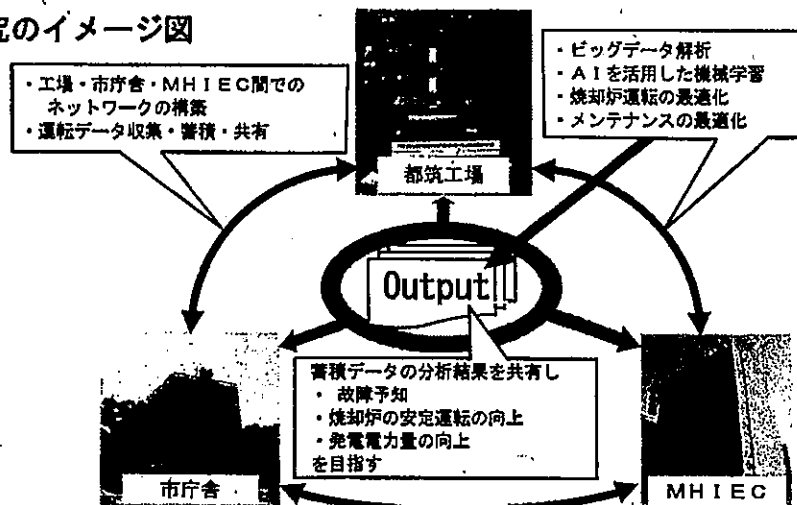 究のイメージ図
・工場・市庁舎・MHIEC間での
ネットワークの構築
・運転データ収集・蓄積・共有
・ビッグデータ解析
・AIを活用した機械学習
・焼却炉運転の最適化
・メンテナンスの最適化
都筑工場
Output
蓄積データの分析結果を共有し
・ 故障予知
・焼却炉の安定運転の向上
・発電電力量の向上
を目指す
市庁舎
MHIEC